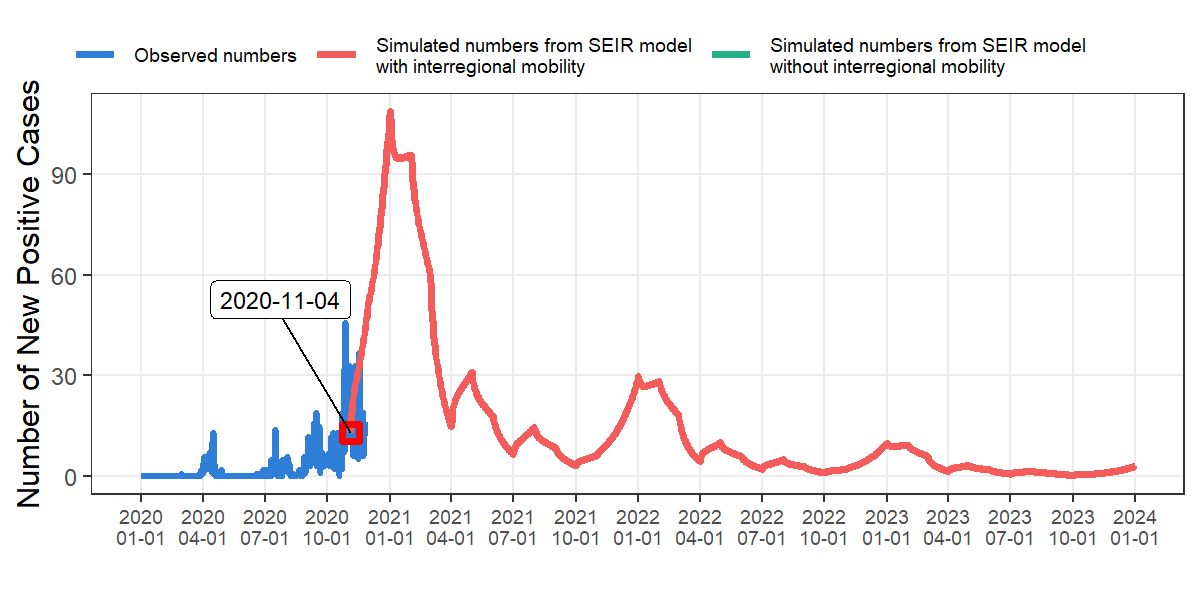 Observed numbers
Simulated numbers from SEIR model
with interregional mobility
Simulated numbers from SEIR model
without interregional mobility
Number of New Positive Cases
90
60
30
0
2020-11-04
2020 2020 2020 2020 2021 2021 2021 2021 2022 2022 2022 2022 2023 2023 2023 2023 2024
01-01 04-01 07-01 10-01 01-01 04-01 07-01 10-01 01-01 04-01 07-01 10-01 01-01 04-01 07-01 10-01 01-01